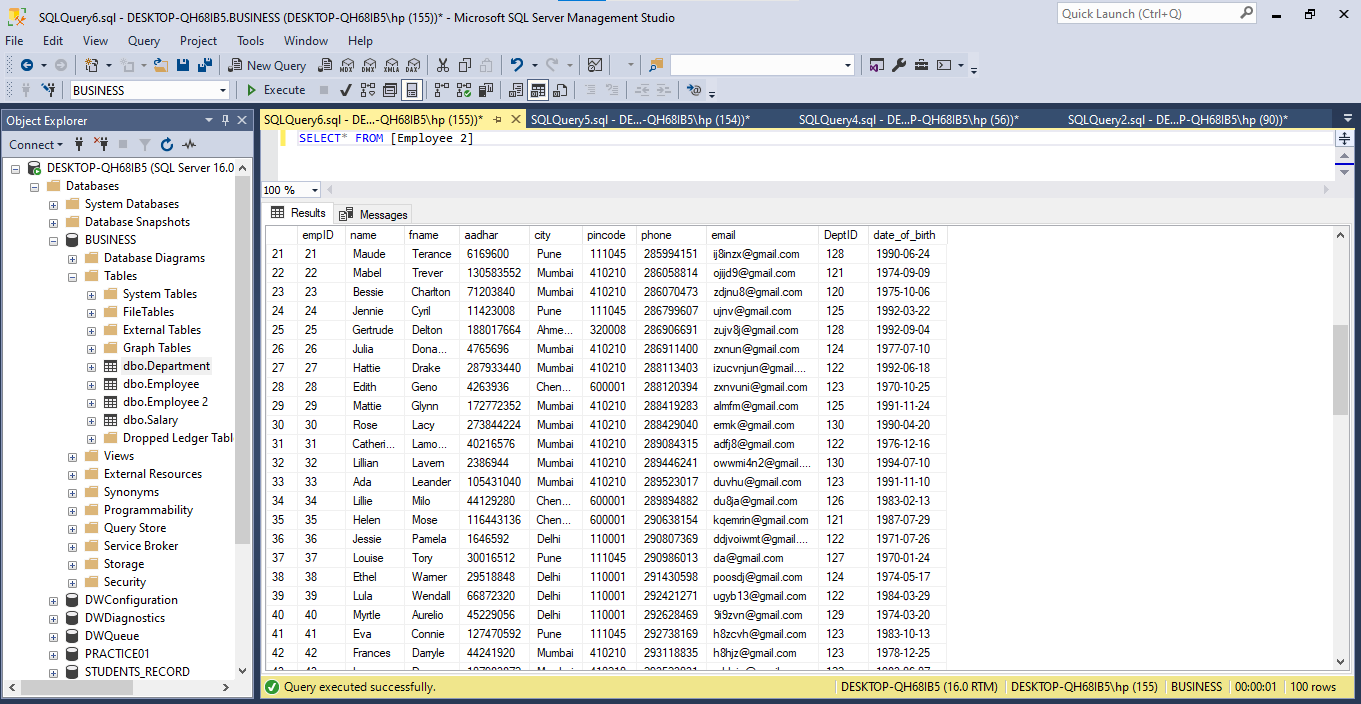 SQLQuery6.sql - DESKTOP-QH68IB5.BUSINESS (DESKTOP-QH68IB5\hp (155))* - Microsoft SQL Server Management Studio
Quick Launch (Ctrl+Q)
File Edit View Query Project Tools Window Help
New Query MDX DMX XMLA DAX
BUSINESS Execute
Object Explorer
Connect
DESKTOP-QH68IB5 (SQL Server 16.0
Databases
System Databases
Database Snapshots
BUSINESS
Database Diagrams
Tables
System Tables
FileTables
External Tables
Graph Tables
dbo.Department
dbo.Employee
dbo.Employee 2
dbo.Salary
Dropped Ledger Tabl
Views
External Resources
Synonyms
Programmability
Query Store
Service Broker
Storage
Security
DWConfiguration
DWDiagnostics
DWQueue
PRACTICE01
STUDENTS_RECORD
SQLQuery6.sql - DE...-QH68IB5\hp (155))* SQLQuery5.sql - DE...-QH68IB5\hp (154))* SQLQuery4.sql - DE...P-QH68IB5\hp (56))* SQLQuery2.sql - DE...P-QH68IB5\hp (90))*
SELECT* FROM [Employee 2]
100 %
Results Messages
empID name fname aadhar city pincode phone email DeptID date_of_birth
21 21 Maude Terance 6169600 Pune 111045 285994151 ij8inzx@gmail.com 128 1990-06-24
22 22 Mabel Trever 130583552 Mumbai 410210 286058814 ojijd9@gmail.com 121 1974-09-09
23 23 Bessie Charlton 71203840 Mumbai 410210 286070473 zdjnu8@gmail.com 120 1975-10-06
24 24 Jennie Cyril 11423008 Pune 111045 286799607 ujnv@gmail.com 125 1992-03-22
25 25 Gertrude Delton 188017664 Ahme... 320008 286906691 zujv8j@gmail.com 128 1992-09-04
26 26 Julia Dona... 4765696 Mumbai 410210 286911400 zxnun@gmail.com 124 1977-07-10
27 27 Hattie Drake 287933440 Mumbai 410210 288113403 izucvnjun@gmail.... 122 1992-06-18
28 28 Edith Geno 4263936 Chen... 600001 288120394 zxnvuni@gmail.com 123 1970-10-25
29 29 Mattie Glynn 172772352 Mumbai 410210 288419283 almfm@gmail.com 125 1991-11-24
30 30 Rose Lacy 273844224 Mumbai 410210 288429040 ermk@gmail.com 130 1990-04-20
31 31 Catheri... Lamo... 40216576 Mumbai 410210 289084315 adfj8@gmail.com 122 1976-12-16
32 32 Lillian Lavern 2386944 Mumbai 410210 289446241 owwmi4n2@gmail.... 130 1994-07-10
33 33 Ada Leander 105431040 Mumbai 410210 289523017 duvhu@gmail.com 123 1991-11-10
34 34 Lillie Milo 44129280 Chen... 600001 289894882 du8ja@gmail.com 126 1983-02-13
35 35 Helen Mose 116443136 Chen... 600001 290638154 kqemrin@gmail.com 121 1987-07-29
36 36 Jessie Pamela 1646592 Delhi 110001 290807369 ddjvoiwmt@gmail.... 122 1971-07-26
37 37 Louise Tory 30016512 Pune 111045 290986013 da@gmail.com 127 1970-01-24
38 38 Ethel Warner 29518848 Delhi 110001 291430598 poosdj@gmail.com 124 1974-05-17
39 39 Lula Wendall 66872320 Delhi 110001 292421271 ugyb13@gmail.com 122 1984-03-29
40 40 Myrtle Aurelio 45229056 Delhi 110001 292628469 9i9zvn@gmail.com 129 1974-03-20
41 41 Eva Connie 127470592 Pune 111045 292738169 h8zcvh@gmail.com 123 1983-10-13
42 42 Frances Darryle 44241920 Mumbai 410210 293118835 h8hjz@gmail.com 123 1978-12-25
Query executed successfully. DESKTOP-QH68IB5 (16.0 RTM) DESKTOP-QH68IB5\hp (155) BUSINESS 00:00:01 100 rows